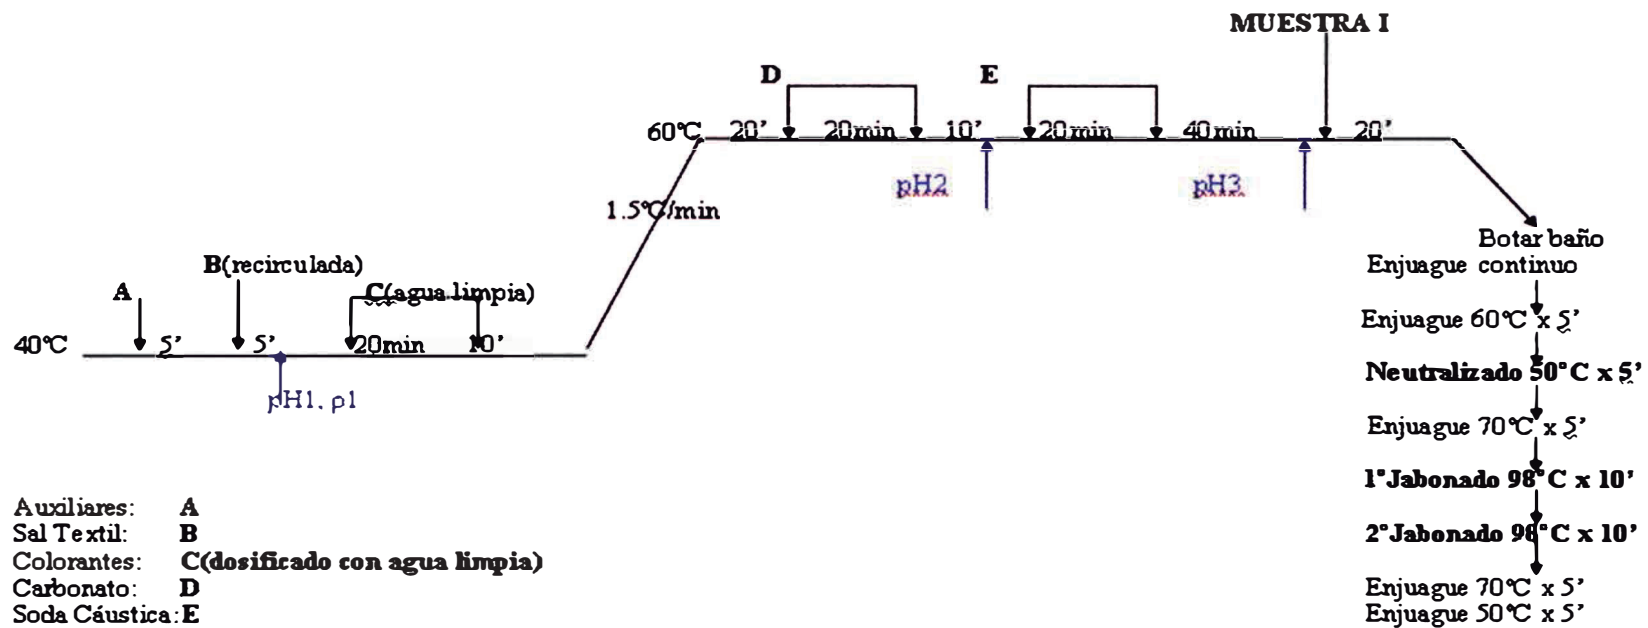 MUESTRA I
D
E
60°C 20' 20min 10' 20min 40min 20'
pH2
pH3
1.5°C/min
Botar baño
Enjuague continuo
B(recirculada)
A
C(agua limpia)
Enjuague 60°C x 5'
40°C 5' 5' 20min 10'
Neutralizado 50°C x 5'
pH1, ρ1
Enjuague 70°C x 5'
1°Jabonado 98°C x 10'
2°Jabonado 98°C x 10'
Enjuague 70°C x 5'
Enjuague 50°C x 5'
Auxiliares: A
Sal Textil: B
Colorantes: C(dosificado con agua limpia)
Carbonato: D
Soda Cáustica: E